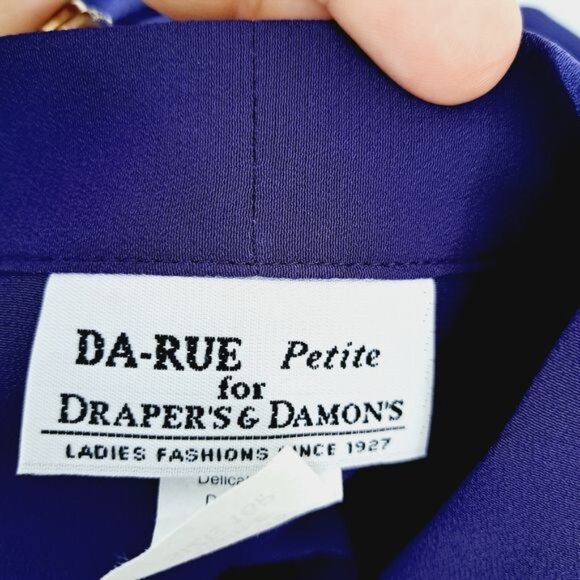 DA-RUE Petite
for
DRAPER'S & DAMON'S
LADIES FASHIONS SINCE 1927